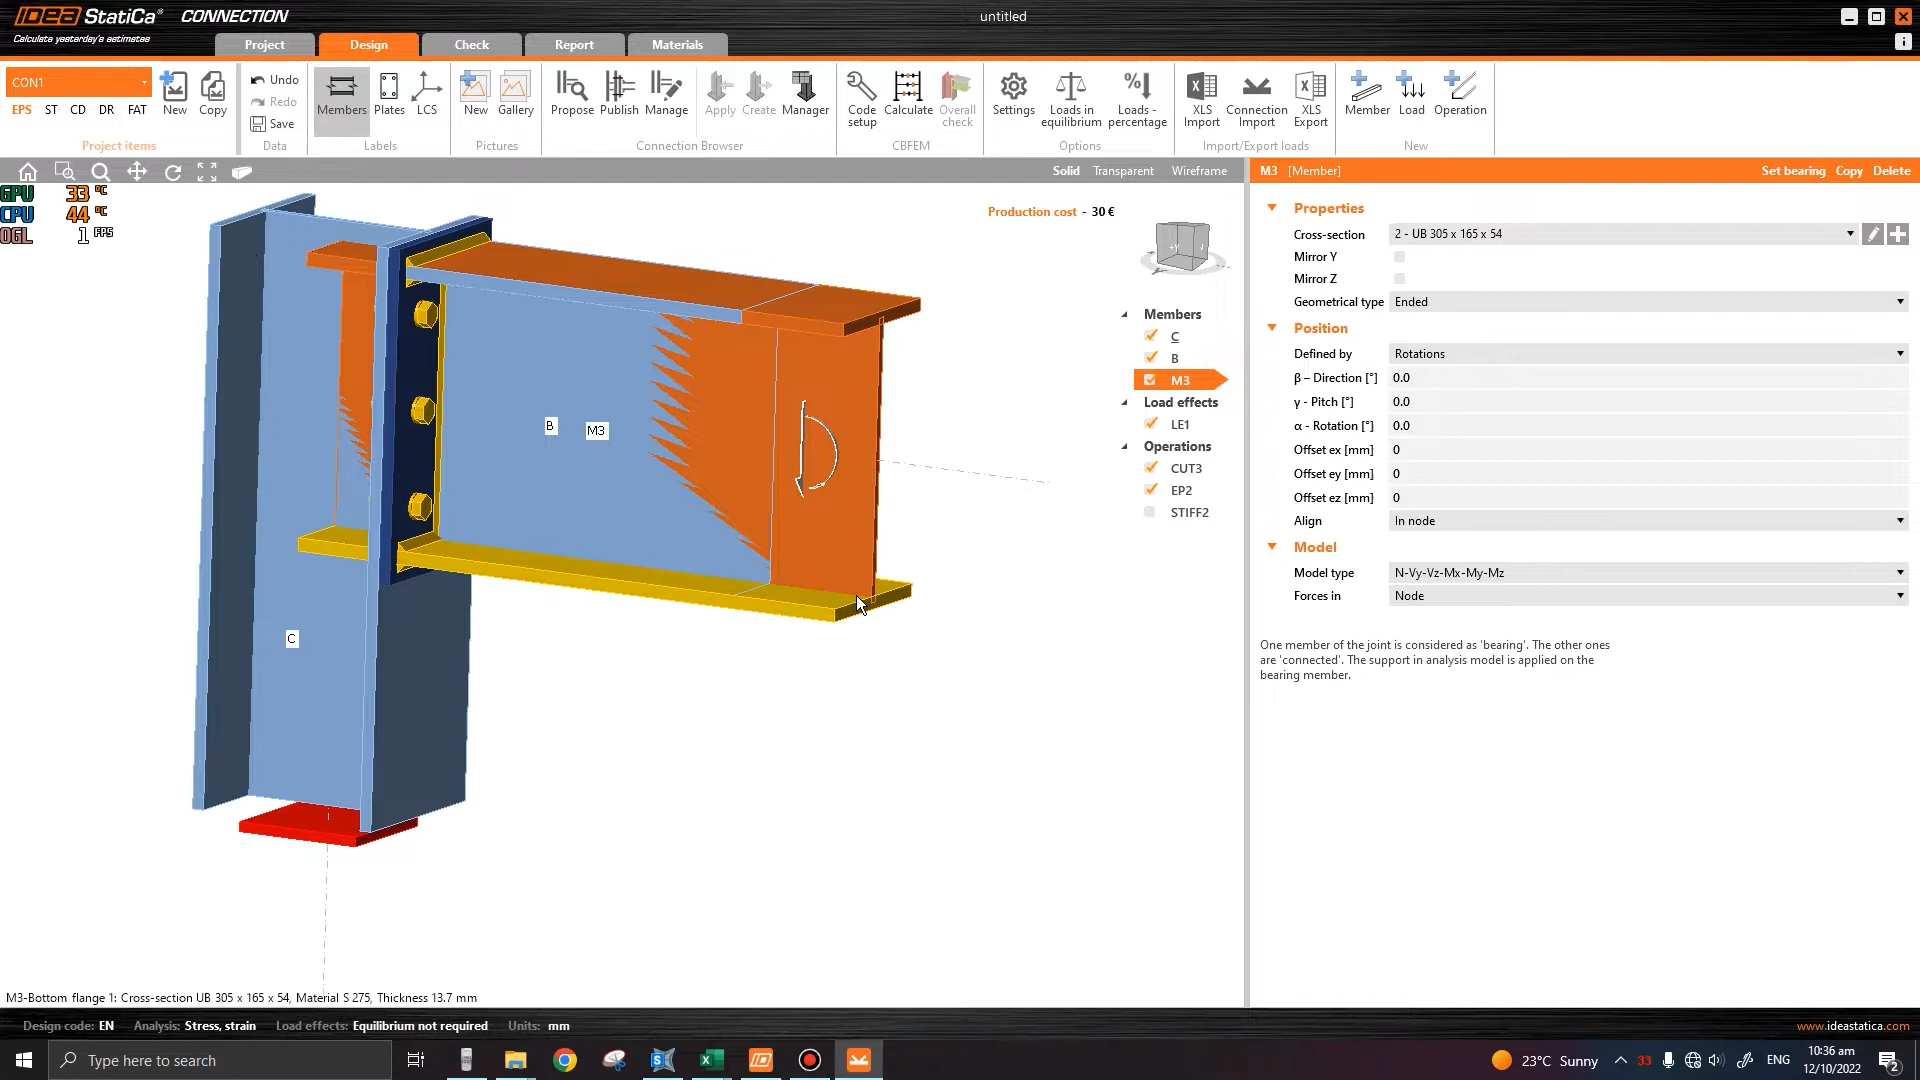 IDEA StatiCa® CONNECTION
Calculate yesterday's estimates
untitled
i
Project Design Check Report Materials
CON1
EPS ST CD DR FAT
New Copy
Project items
Undo
Redo
Save
Data
Members Plates LCS
Labels
New Gallery
Pictures
Propose Publish Manage Apply Create Manager
Connection Browser
Code setup Calculate Overall check
CBFEM
Settings Loads in equilibrium Loads - percentage
Options
XLS Import Connection Import XLS Export
Import/Export loads
Member Load Operation
New
Solid Transparent Wireframe
GPU 33 °C
CPU 44 °C
OGL 1 FPS
Production cost - 30 €
+Y
Members
C
B
M3
Load effects
LE1
Operations
CUT3
EP2
STIFF2
B
M3
C
M3 [Member] Set bearing Copy Delete
Properties
Cross-section 2 - UB 305 x 165 x 54
Mirror Y
Mirror Z
Geometrical type Ended
Position
Defined by Rotations
β – Direction [°] 0.0
γ - Pitch [°] 0.0
α - Rotation [°] 0.0
Offset ex [mm] 0
Offset ey [mm] 0
Offset ez [mm] 0
Align In node
Model
Model type N-Vy-Vz-Mx-My-Mz
Forces in Node
One member of the joint is considered as 'bearing'. The other ones
are 'connected'. The support in analysis model is applied on the
bearing member.
M3-Bottom flange 1: Cross-section UB 305 x 165 x 54, Material S 275, Thickness 13.7 mm
Design code: EN Analysis: Stress, strain Load effects: Equilibrium not required Units: mm
www.ideastatica.com
Type here to search
23°C Sunny
33
ENG
10:36 am
12/10/2022
2